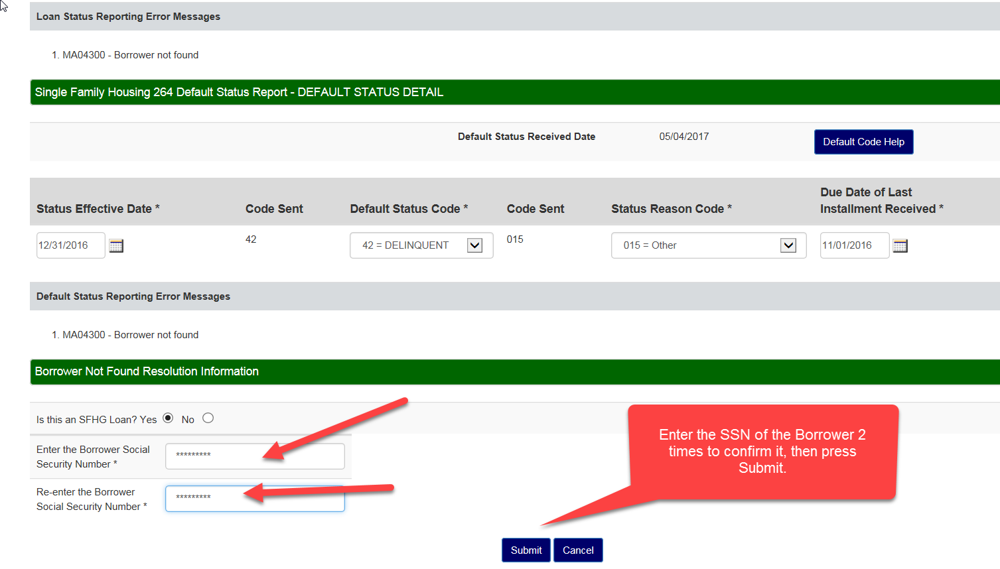 Loan Status Reporting Error Messages
1. MA04300 - Borrower not found
Single Family Housing 264 Default Status Report - DEFAULT STATUS DETAIL
Default Status Received Date 05/04/2017 Default Code Help
Status Effective Date * Code Sent Default Status Code * Code Sent Status Reason Code * Due Date of Last
Installment Received *
12/31/2016 42 42 = DELINQUENT 015 015 = Other 11/01/2016
Default Status Reporting Error Messages
1. MA04300 - Borrower not found
Borrower Not Found Resolution Information
Is this an SFHG Loan? Yes No
Enter the Borrower Social
Security Number *
*********
Re-enter the Borrower
Social Security Number *
*********
Enter the SSN of the Borrower 2
times to confirm it, then press
Submit.
Submit Cancel